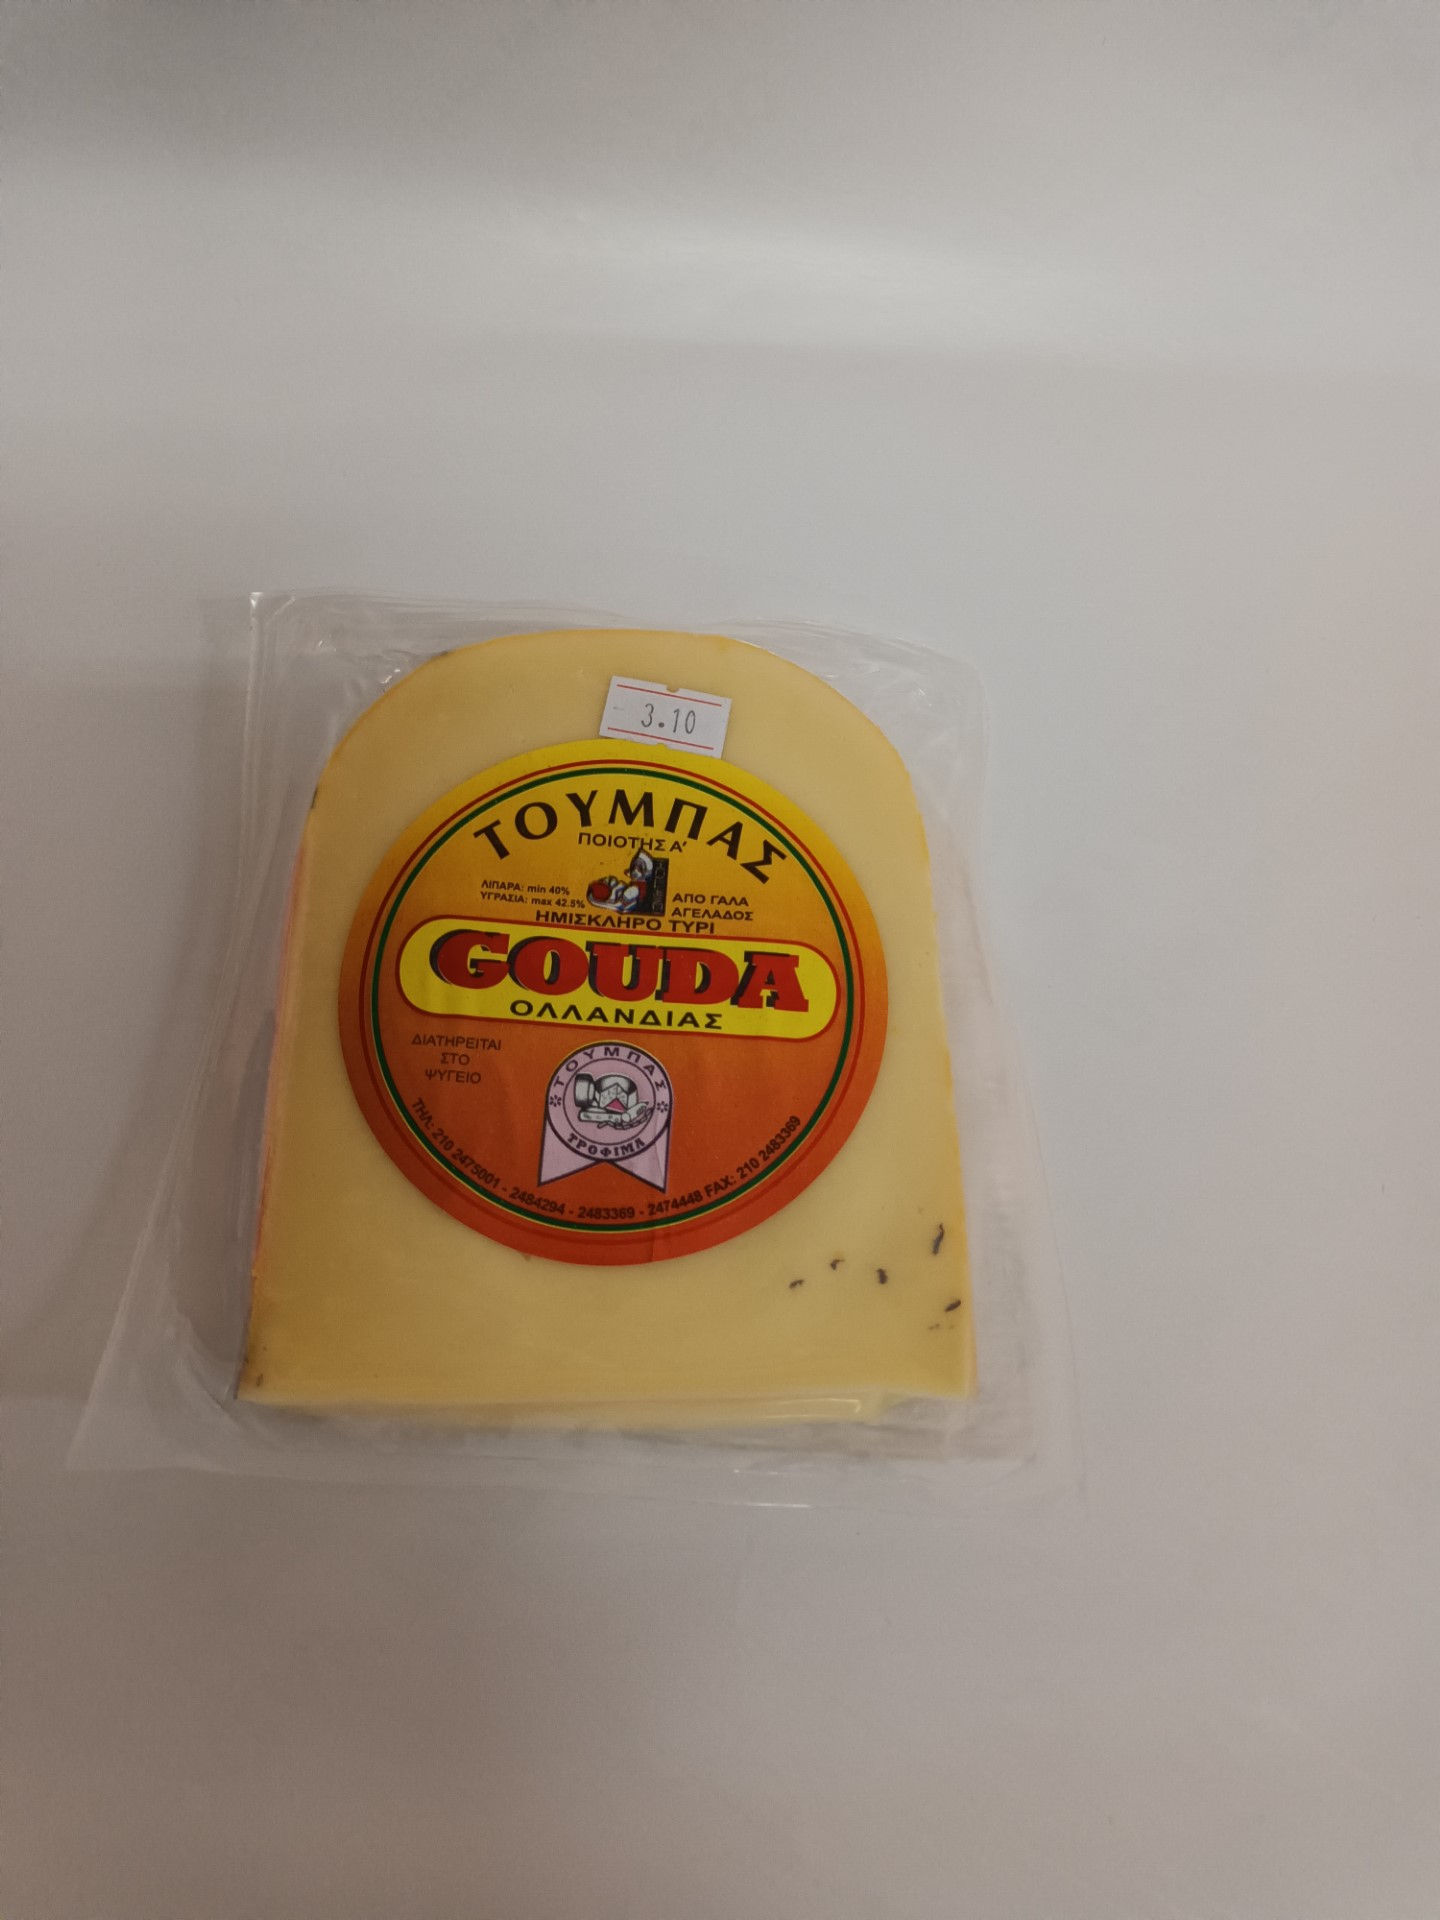 3.10
ΤΟΥΜΠΑΣ
ΠΟΙΟΤΗΣ Α'
ΛΙΠΑΡΑ: min 40%
ΥΓΡΑΣΙΑ: max 42.5%
ΑΠΟ ΓΑΛΑ
ΑΓΕΛΑΔΟΣ
ΗΜΙΣΚΛΗΡΟ ΤΥΡΙ
GOUDA
ΟΛΛΑΝΔΙΑΣ
ΔΙΑΤΗΡΕΙΤΑΙ
ΣΤΟ
ΨΥΓΕΙΟ
ΤΟΥΜΠΑΣ
ΤΡΟΦΙΜΑ
ΤΗΛ: 210 2475001 - 2484294 - 2483369 - 2474448 FAX: 210 2483369